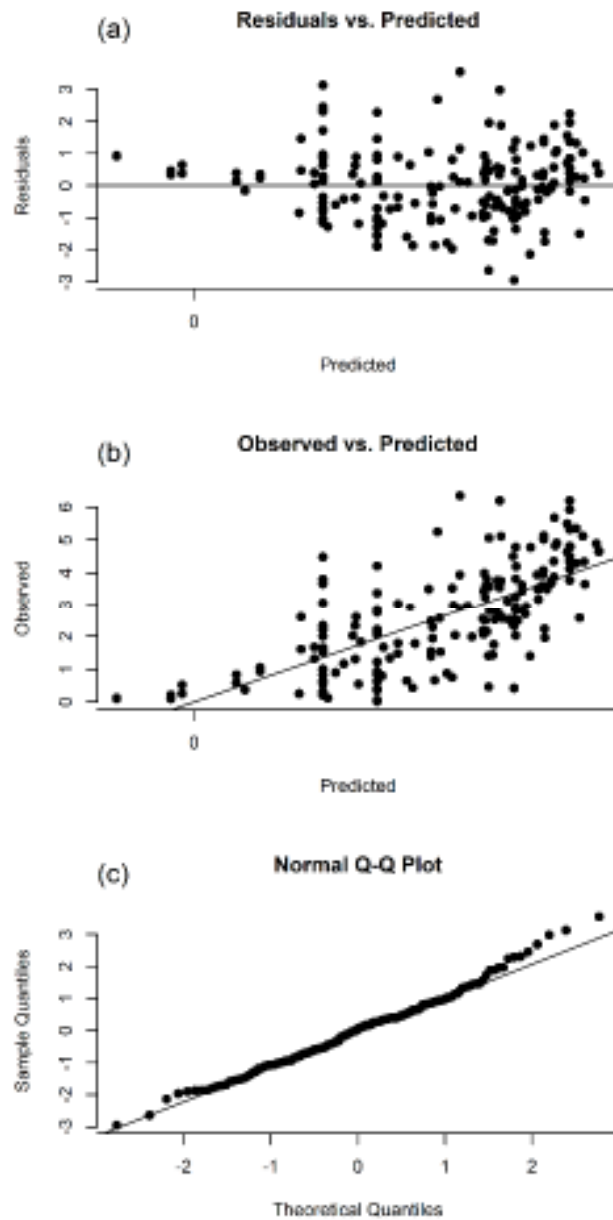 (a)
Residuals vs. Predicted
3
2
1
0
-1
-2
-3
Residuals
0
Predicted
(b)
Observed vs. Predicted
6
5
4
3
2
1
0
Observed
0
Predicted
(c)
Normal Q-Q Plot
3
2
1
0
-1
-2
-3
Sample Quantiles
-2 -1 0 1 2
Theoretical Quantiles